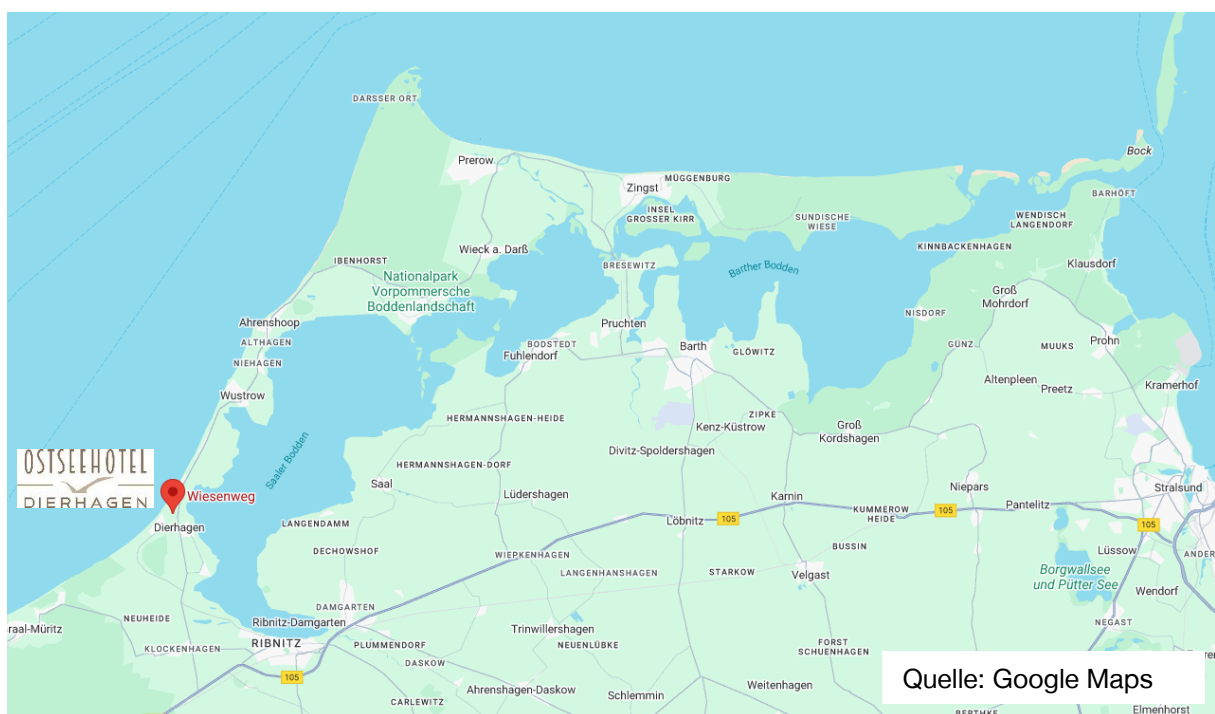 DARSSER ORT
Bock
Prerow
MÜGGENBURG
Zingst
BARHÖFT
INSEL
GROSSER KIRR
SUNDISCHE
WIESE
WENDISCH
LANGENDORF
Wieck a. Darß
KINNBACKENHAGEN
IBENHORST
BRESEWITZ
Barther Bodden
Klausdorf
Nationalpark
Vorpommersche
Boddenlandschaft
Groß
Mohrdorf
NISDORF
Ahrenshoop
Pruchten
ALTHAGEN
BODSTEDT
Barth
GÜNZ
MUUKS
Prohn
Fuhlendorf
GLÖWITZ
NIEHAGEN
Altenpleen
Preetz
Kramerhof
Wustrow
HERMANNSHAGEN-HEIDE
ZIPKE
Kenz-Küstrow
Groß
Kordshagen
Saaler Bodden
Divitz-Spoldershagen
OSTSEEHOTEL
DIERHAGEN
HERMANNSHAGEN-DORF
Saal
Wiesenweg
Lüdershagen
Karnin
Niepars
Stralsund
Pantelitz
Dierhagen
LANGENDAMM
Löbnitz
105
KUMMEROW
HEIDE
105
105
DECHOWSHOF
WIEPKENHAGEN
BUSSIN
Lüssow
ANDER
LANGENHANSHAGEN
STARKOW
Velgast
Borgwallsee
und Pütter See
Wendorf
DAMGARTEN
NEUHEIDE
Ribnitz-Damgarten
NEGAST
raal-Müritz
Trinwillershagen
RIBNITZ
PLUMMENDORF
NEUENLÜBKE
KLOCKENHAGEN
FORST
SCHUENHAGEN
DASKOW
105
Ahrenshagen-Daskow
Schlemmin
Weitenhagen
Quelle: Google Maps
CARLEWITZ
Elmenhorst